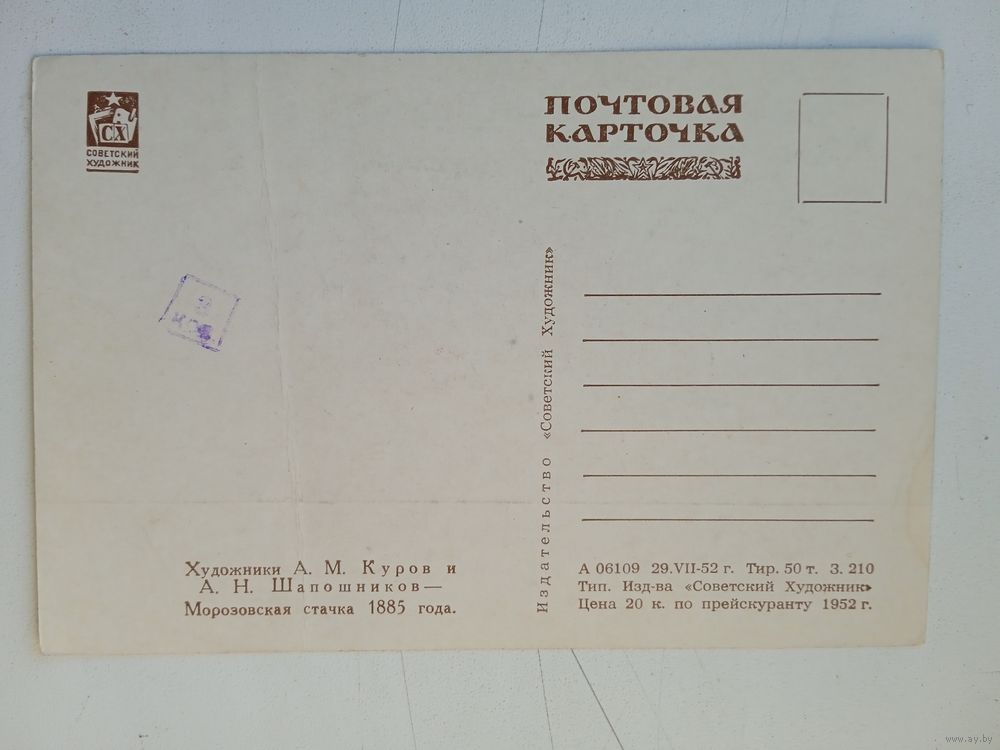 СХ
СОВЕТСКИЙ
ХУДОЖНИК
ПОЧТОВАЯ
КАРТОЧКА
Издательство «Советский Художник»
Художники А. М. Куров и
А. Н. Шапошников—
Морозовская стачка 1885 года.
А 06109 29.VII-52 г. Тир. 50 т. З. 210
Тип. Изд-ва «Советский Художник»
Цена 20 к. по прейскуранту 1952 г.
www.ay.by